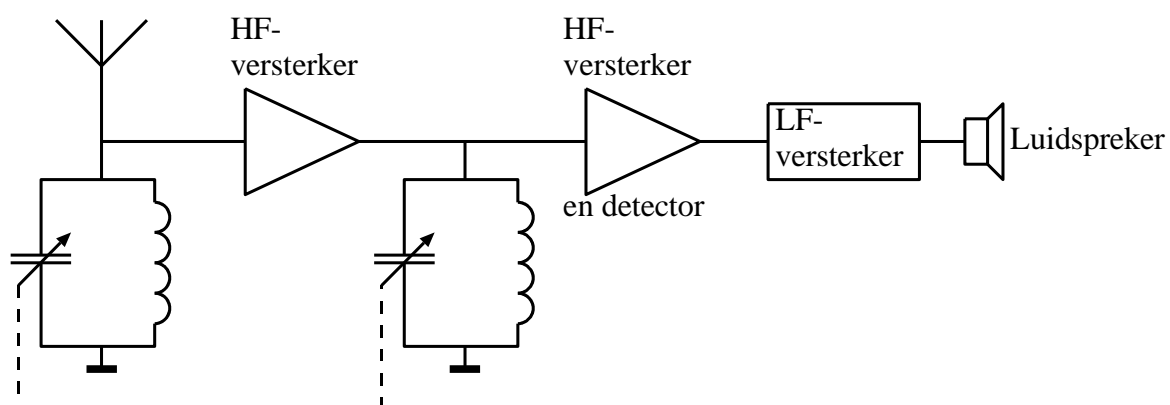 HF-
versterker
HF-
versterker
en detector
LF-
versterker
Luidspreker